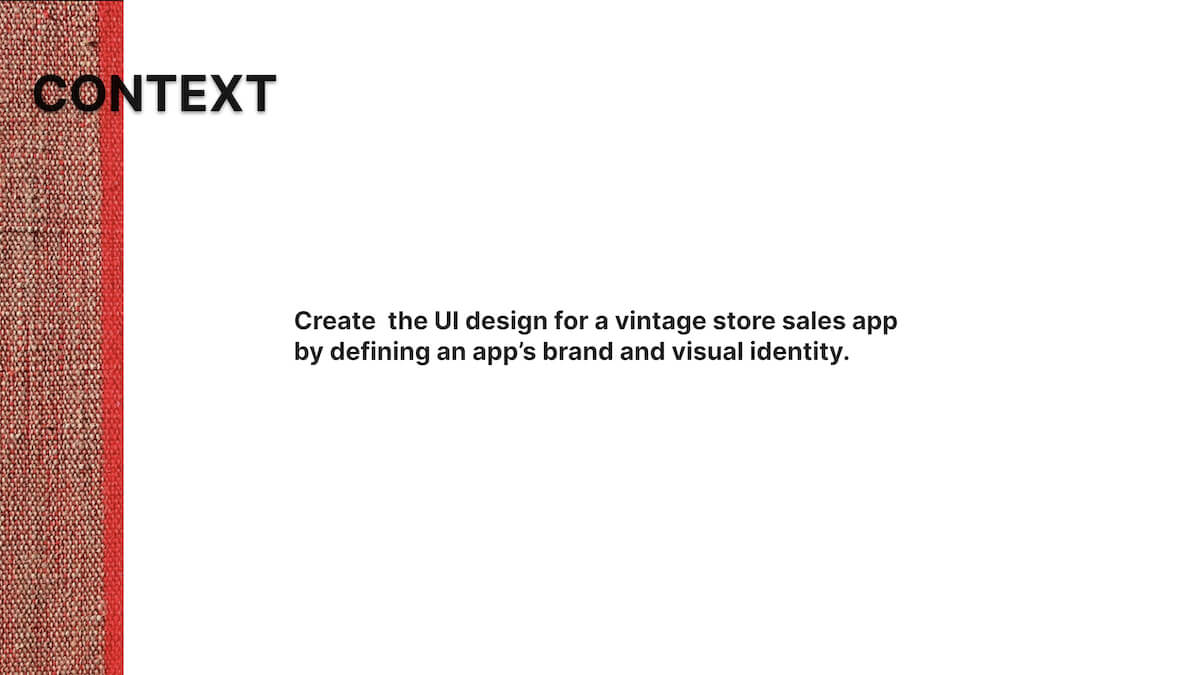 CONTEXT
Create  the UI design for a vintage store sales app
by defining an app’s brand and visual identity.